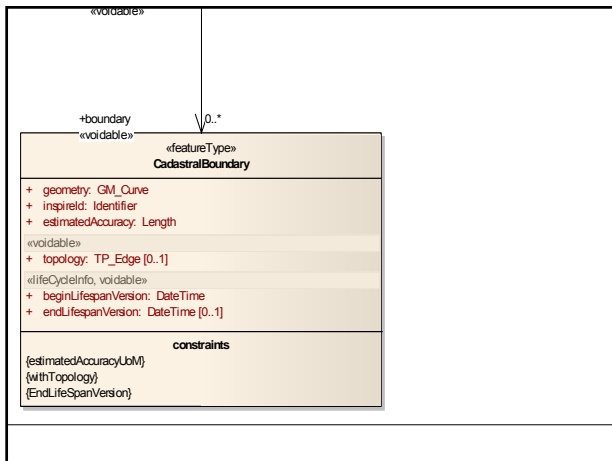 «voidable»
+boundary
0..*
«voidable»
«featureType»
CadastralBoundary
+ geometry: GM_Curve
+ inspireId: Identifier
+ estimatedAccuracy: Length
«voidable»
+ topology: TP_Edge [0..1]
«lifeCycleInfo, voidable»
+ beginLifespanVersion: DateTime
+ endLifespanVersion: DateTime [0..1]
constraints
{estimatedAccuracyUoM}
{withTopology}
{EndLifeSpanVersion}